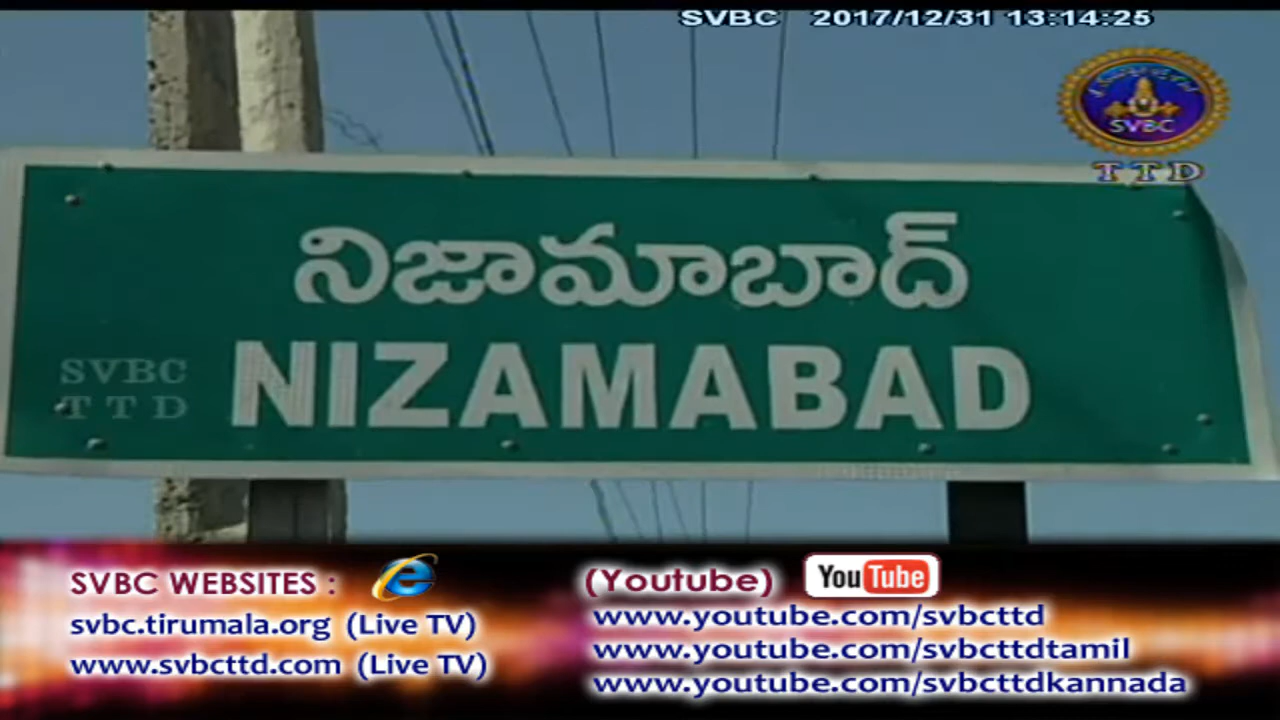 SVBC 2017/12/31 13:14:25
SVBC
TTD
నిజామాబాద్
NIZAMABAD
SVBC
TTD
SVBC WEBSITES :
svbc.tirumala.org (Live TV)
www.svbcttd.com (Live TV)
(Youtube) YouTube
www.youtube.com/svbcttd
www.youtube.com/svbcttdtamil
www.youtube.com/svbcttdkannada